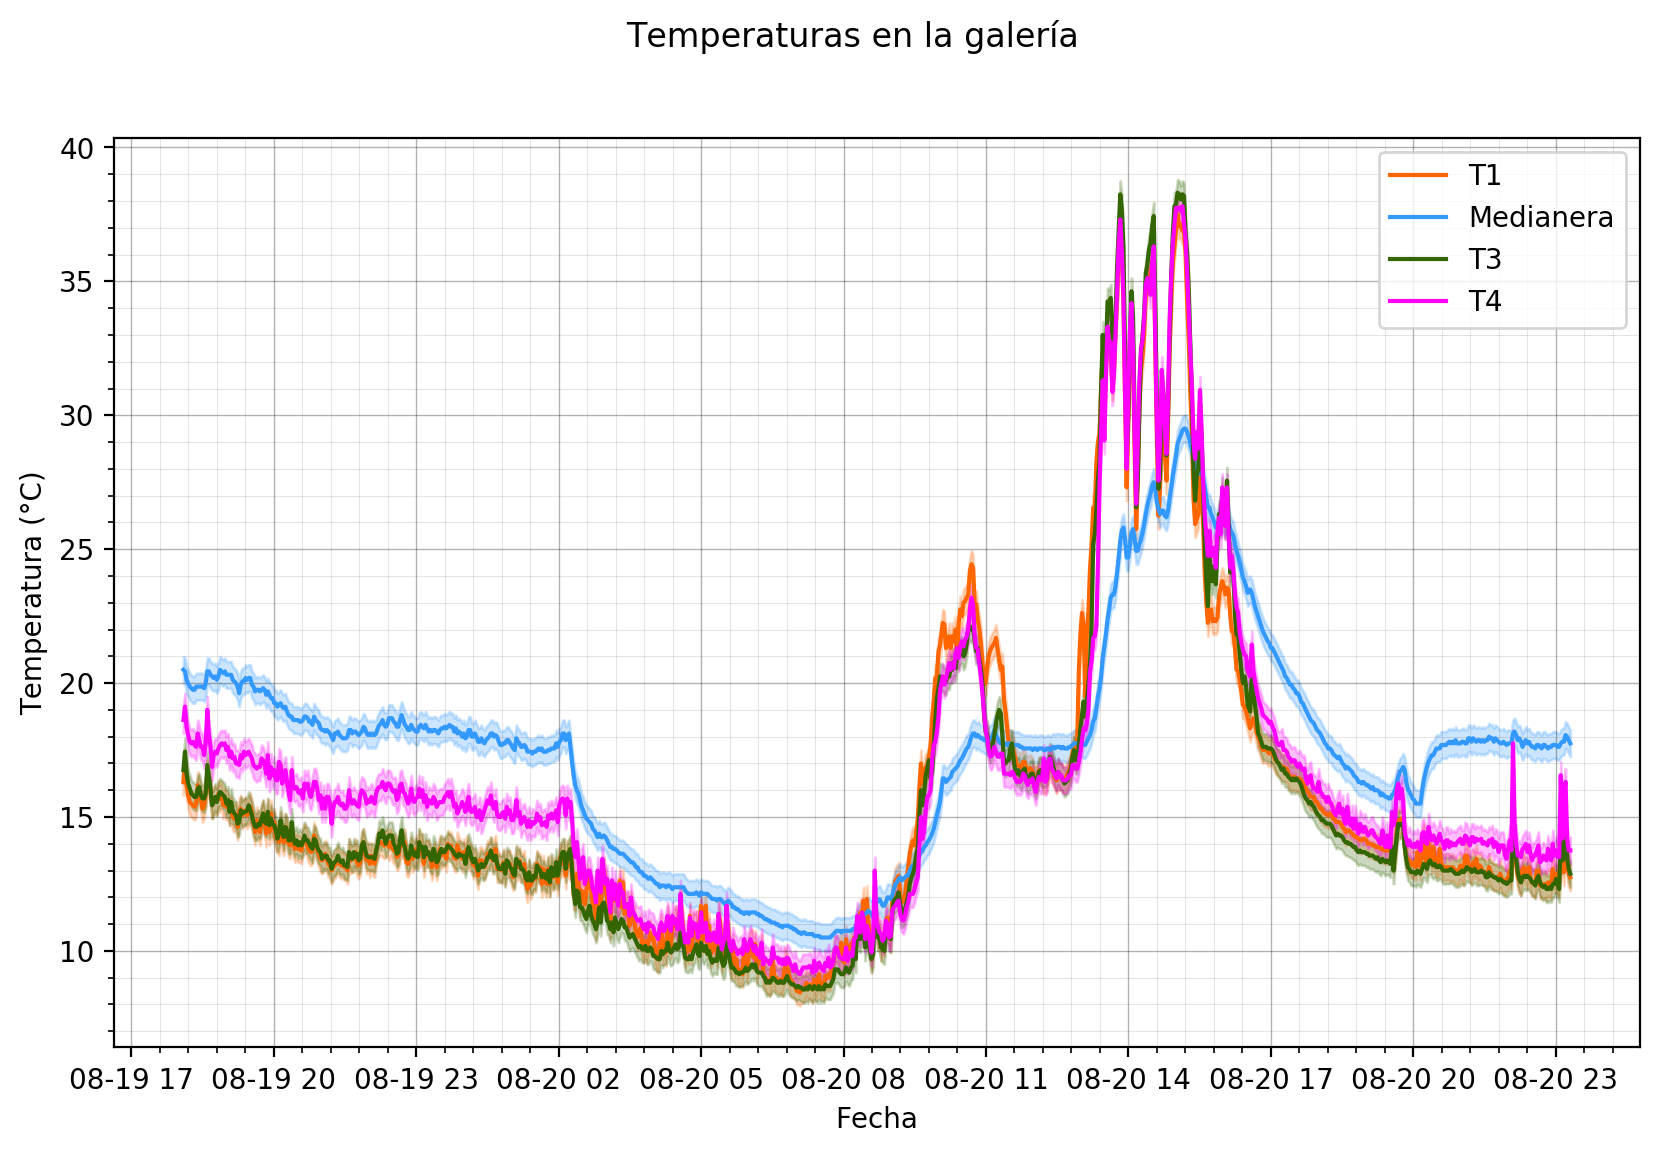 Temperaturas en la galería
40
35
30
25
20
15
10
Temperatura (°C)
T1
Medianera
T3
T4
08-19 17
08-19 20
08-19 23
08-20 02
08-20 05
08-20 08
08-20 11
08-20 14
08-20 17
08-20 20
08-20 23
Fecha